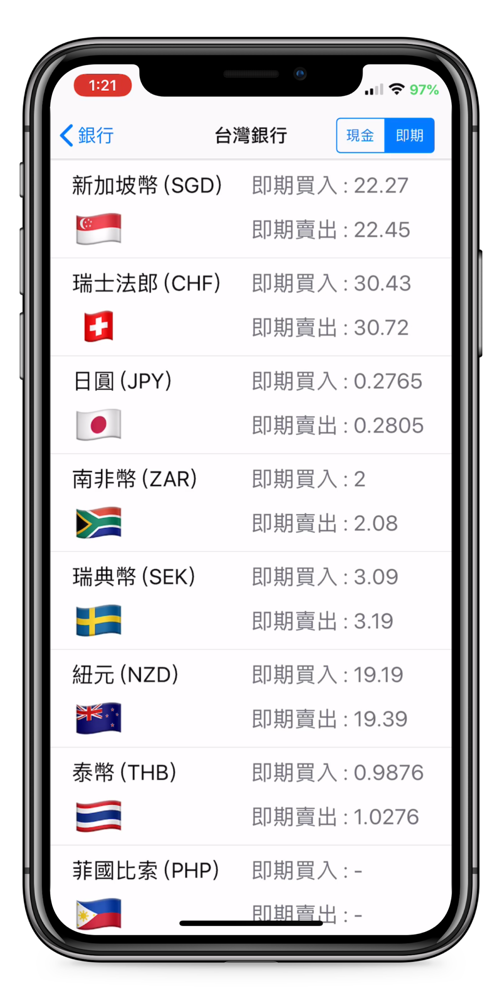 1:21
97%
銀行
台灣銀行
現金
即期
新加坡幣 (SGD)
即期買入 : 22.27
即期賣出 : 22.45
瑞士法郎 (CHF)
即期買入 : 30.43
即期賣出 : 30.72
日圓 (JPY)
即期買入 : 0.2765
即期賣出 : 0.2805
南非幣 (ZAR)
即期買入 : 2
即期賣出 : 2.08
瑞典幣 (SEK)
即期買入 : 3.09
即期賣出 : 3.19
紐元 (NZD)
即期買入 : 19.19
即期賣出 : 19.39
泰幣 (THB)
即期買入 : 0.9876
即期賣出 : 1.0276
菲國比索 (PHP)
即期買入 : -
即期賣出 : -